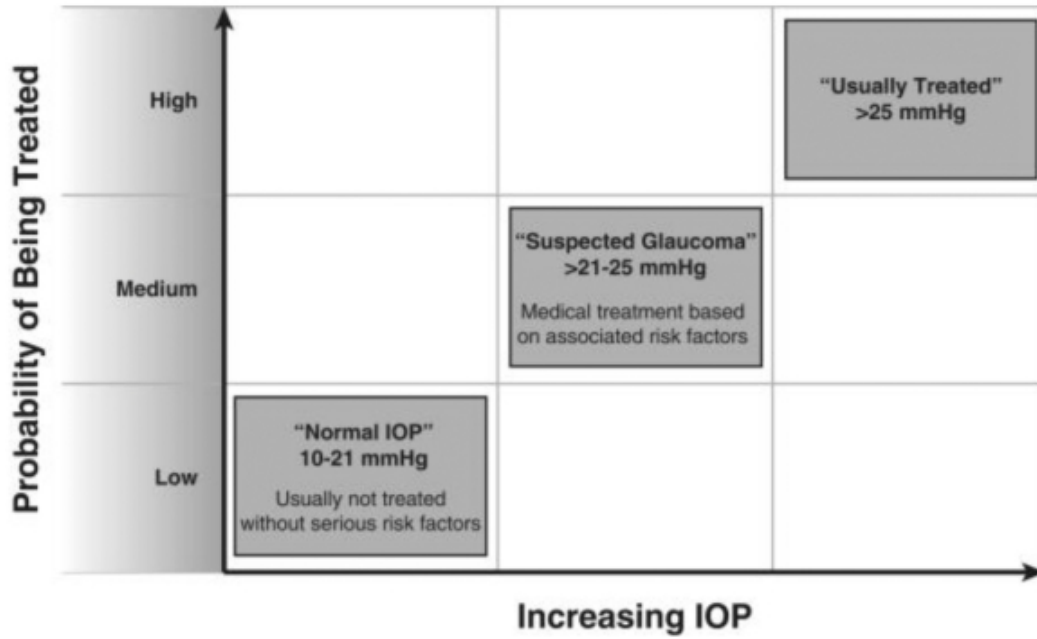 Probability of Being Treated
High
“Usually Treated”
>25 mmHg
Medium
“Suspected Glaucoma”
>21-25 mmHg
Medical treatment based
on associated risk factors
Low
“Normal IOP”
10-21 mmHg
Usually not treated
without serious risk factors
Increasing IOP